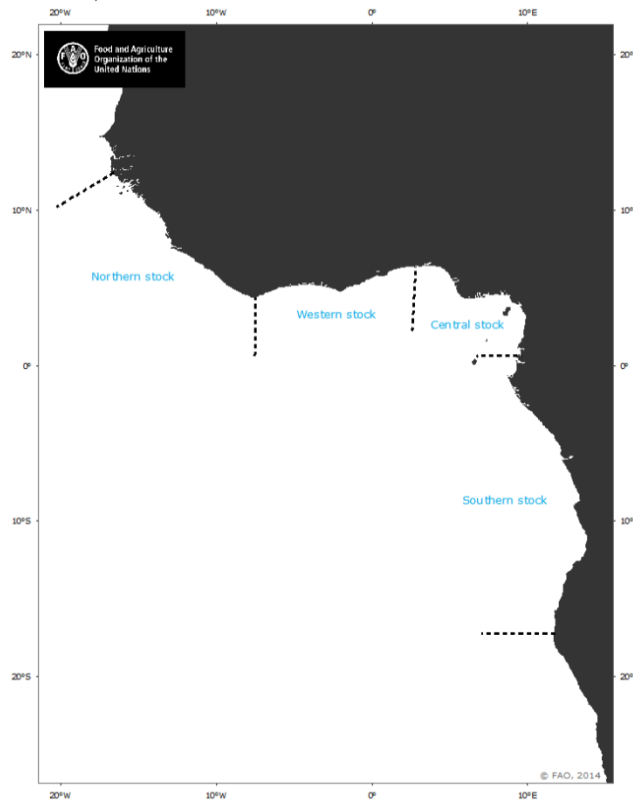 20°W 10°W 0° 10°E
20°N 20°
F A O
Food and Agriculture
Organization of the
United Nations
10°N 10°
Northern stock
Western stock
Central stock
0° 0°
Southern stock
10°S 10°
20°S 20°
© FAO, 2014
20°W 10°W 0° 10°E